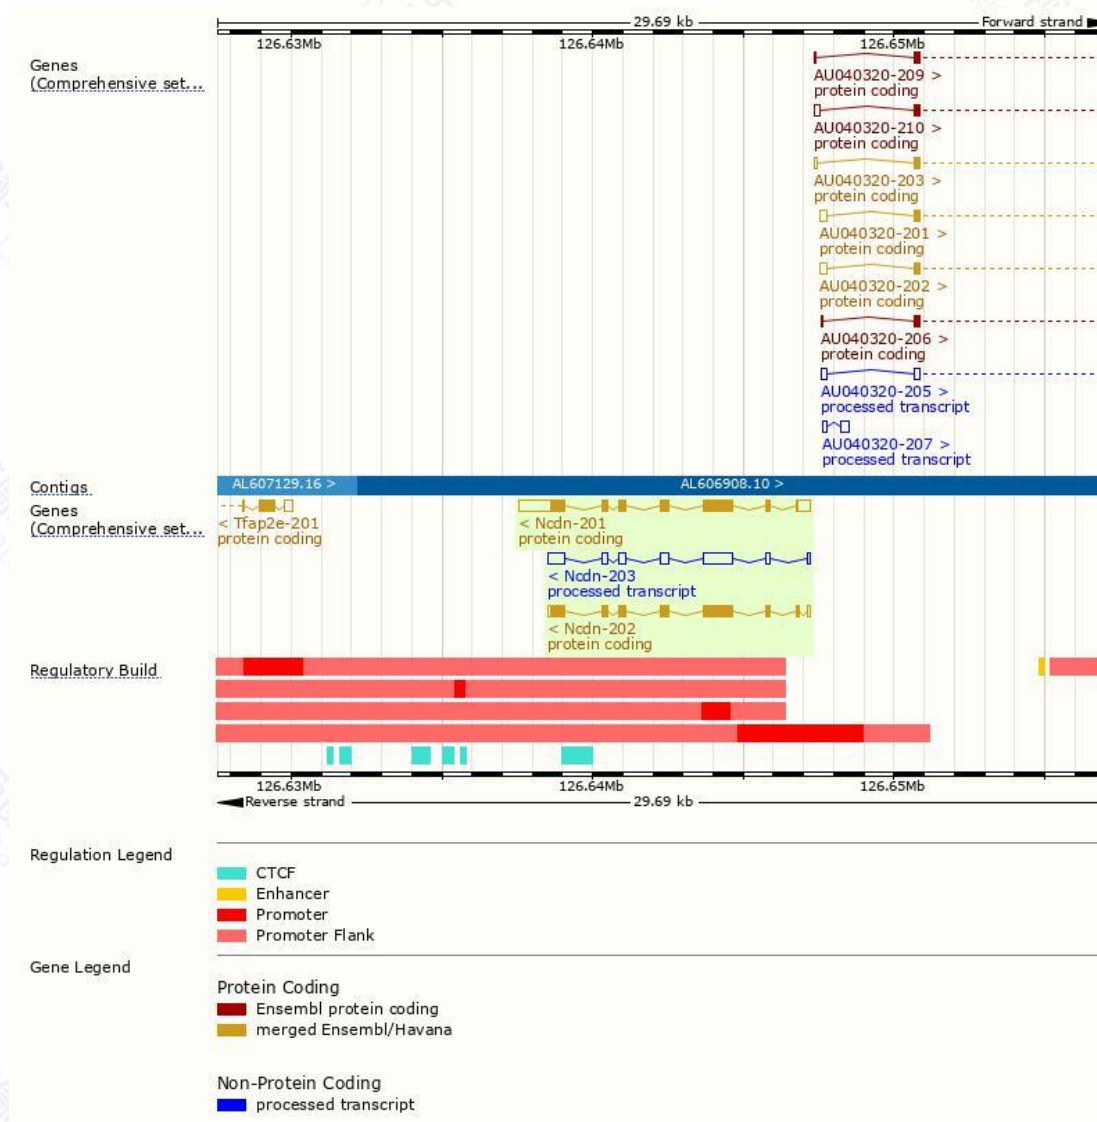 29.69 kb Forward strand
126.63Mb 126.64Mb 126.65Mb
Genes
(Comprehensive set...
AU040320-209 >
protein coding
AU040320-210 >
protein coding
AU040320-203 >
protein coding
AU040320-201 >
protein coding
AU040320-202 >
protein coding
AU040320-206 >
protein coding
AU040320-205 >
processed transcript
AU040320-207 >
processed transcript
Contigs
AL607129.16 > AL606908.10 >
Genes
(Comprehensive set...
< Tfap2e-201
protein coding
< Ncdn-201
protein coding
< Ncdn-203
processed transcript
< Ncdn-202
protein coding
Regulatory Build
126.63Mb 126.64Mb 126.65Mb
Reverse strand 29.69 kb
Regulation Legend
CTCF
Enhancer
Promoter
Promoter Flank
Gene Legend
Protein Coding
Ensembl protein coding
merged Ensembl/Havana
Non-Protein Coding
processed transcript